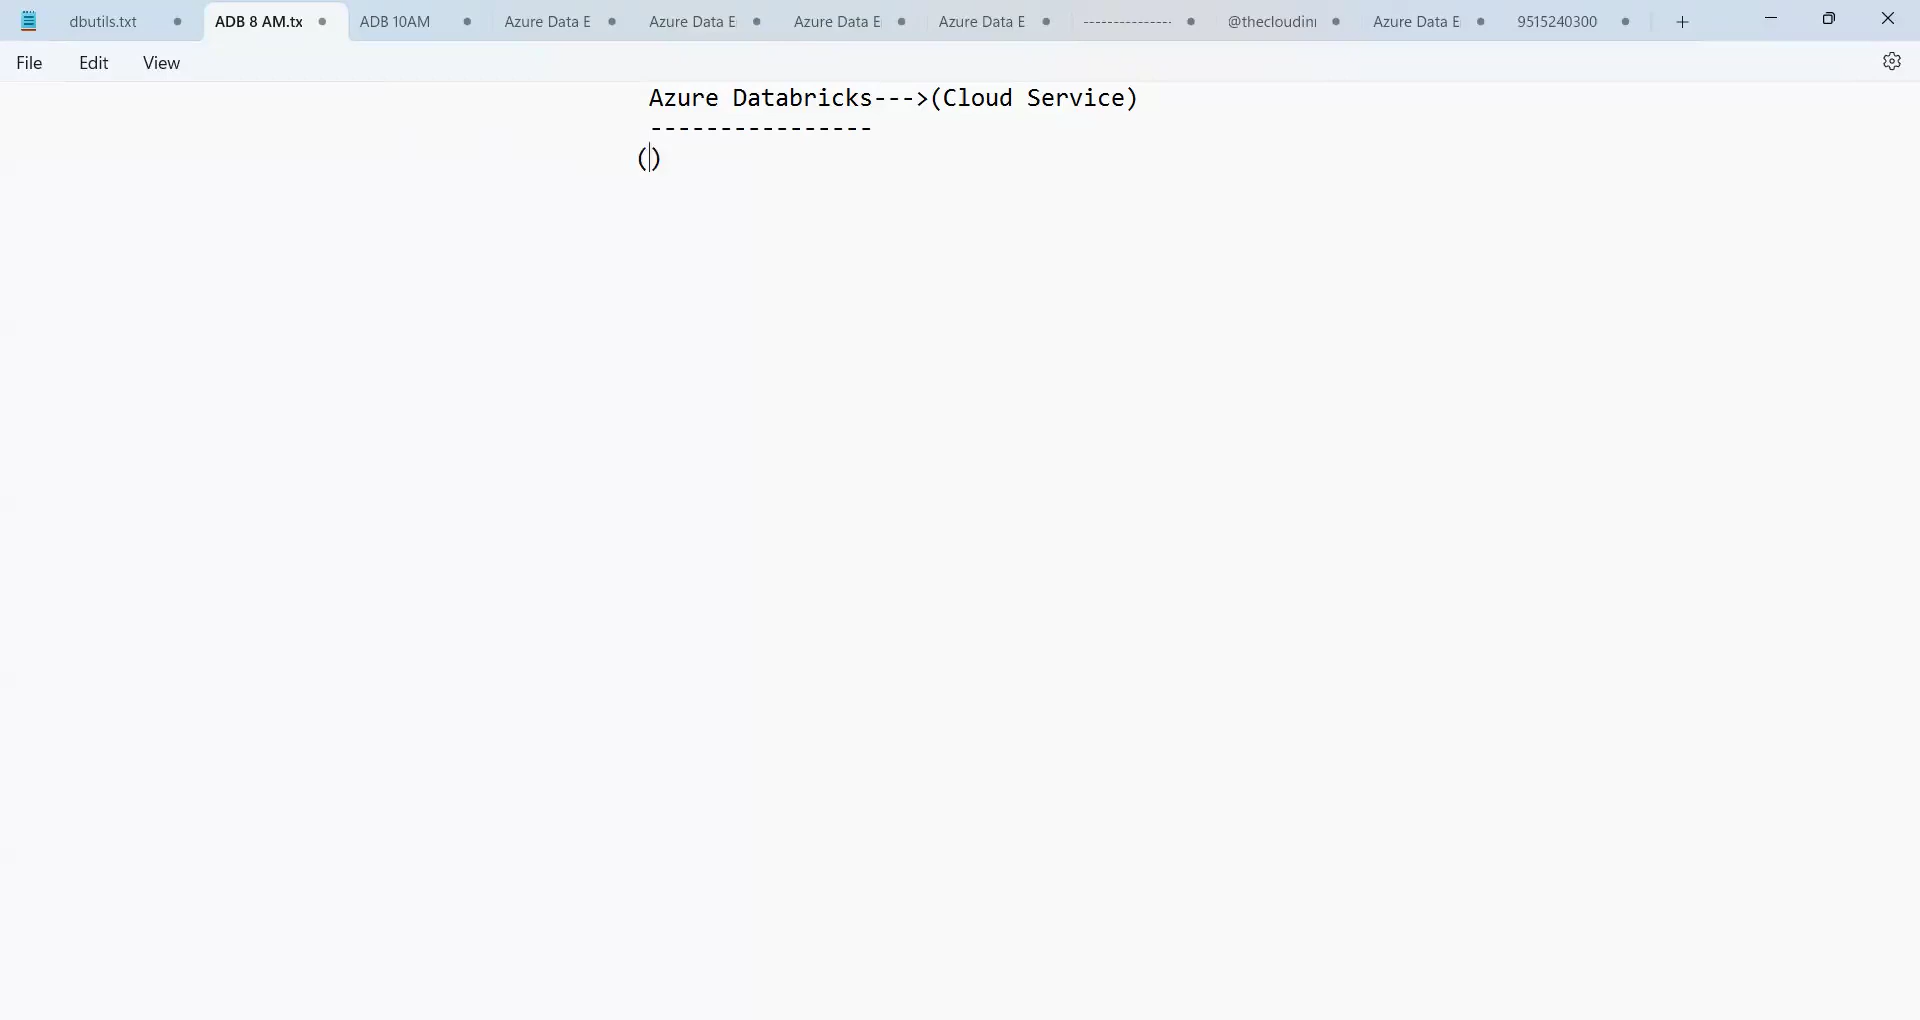 dbutils.txt ADB 8 AM.tx ADB 10AM Azure Data E Azure Data E Azure Data E Azure Data E --------------- @thecloudin Azure Data E 9515240300
File Edit View
Azure Databricks--->(Cloud Service)
----------------
()